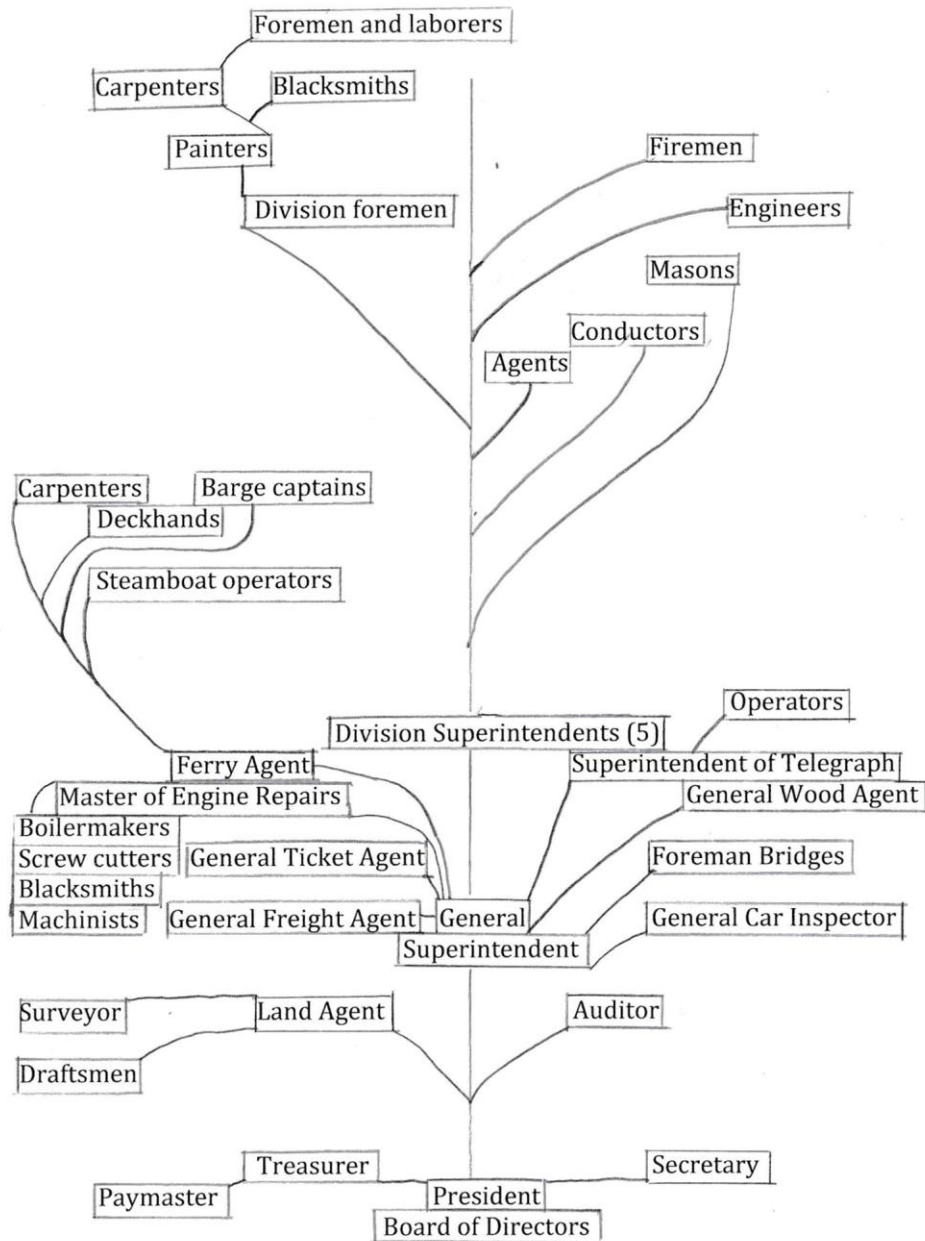 Foremen and laborers
Carpenters
Blacksmiths
Painters
Firemen
Division foremen
Engineers
Masons
Conductors
Agents
Carpenters
Barge captains
Deckhands
Steamboat operators
Operators
Division Superintendents (5)
Ferry Agent
Superintendent of Telegraph
Master of Engine Repairs
General Wood Agent
Boilermakers
Screw cutters
General Ticket Agent
Foreman Bridges
Blacksmiths
Machinists
General Freight Agent
General
Superintendent
General Car Inspector
Surveyor
Land Agent
Auditor
Draftsmen
Treasurer
Secretary
Paymaster
President
Board of Directors